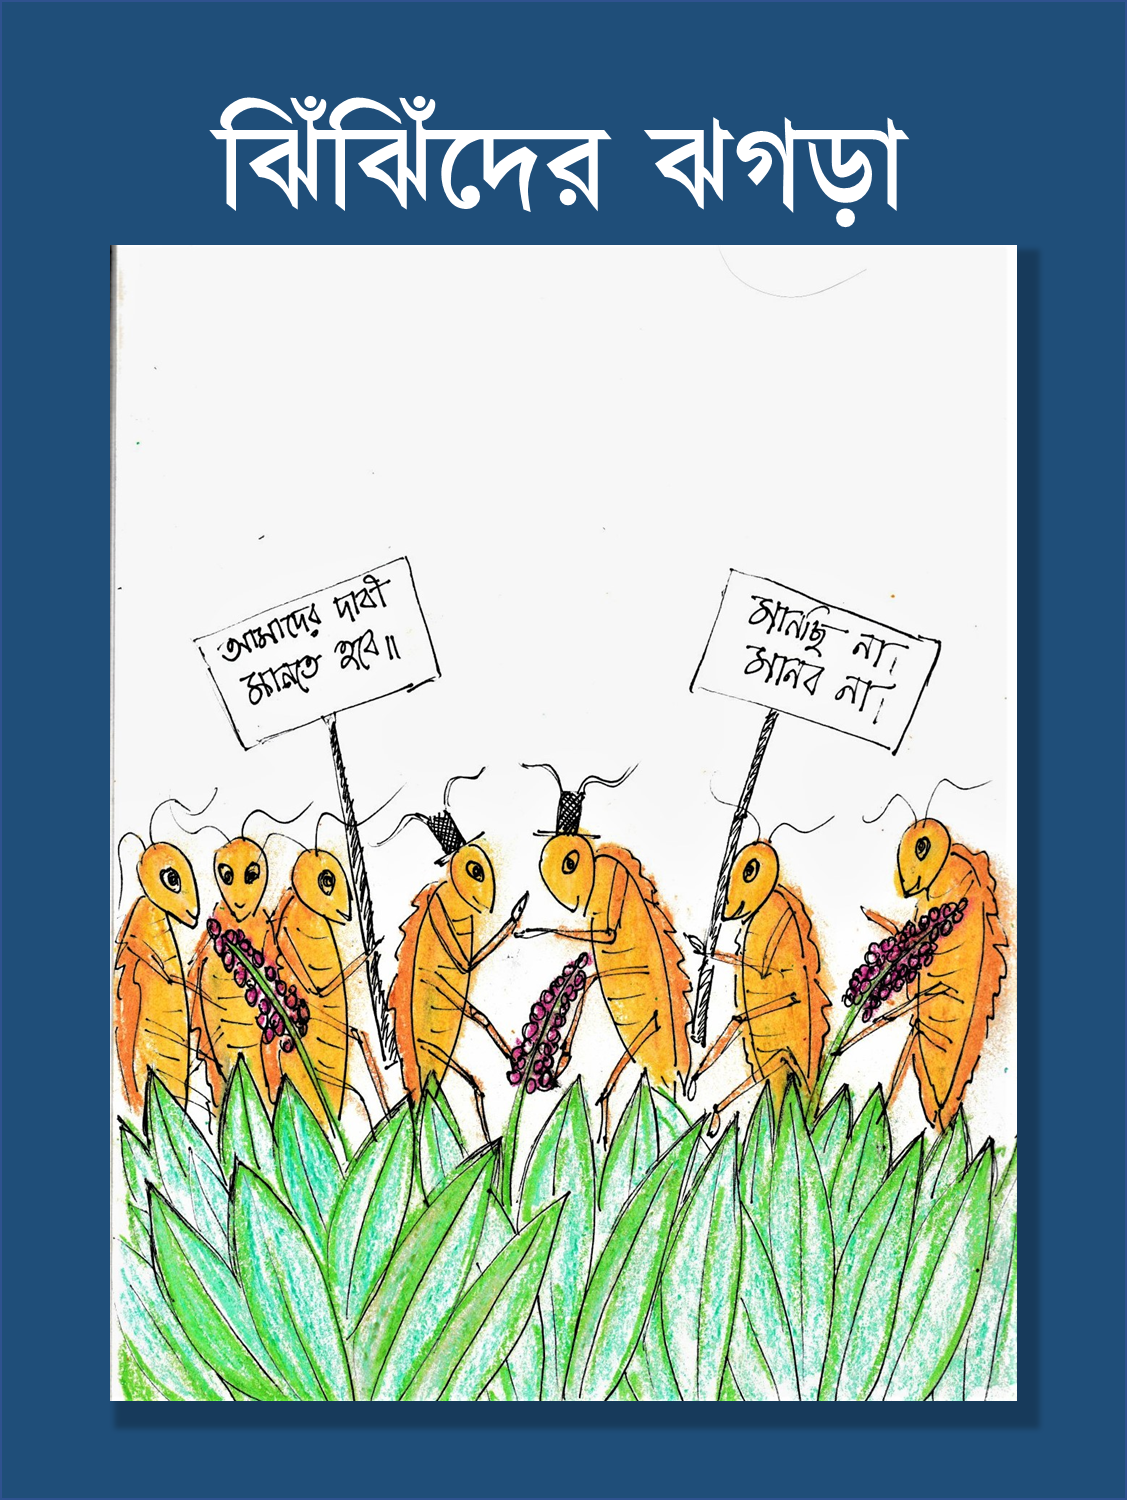 ঝিঁঝিঁদের ঝগড়া
আমাদের দাবী
মানতে হবে॥
মানছি না।
মানব না।